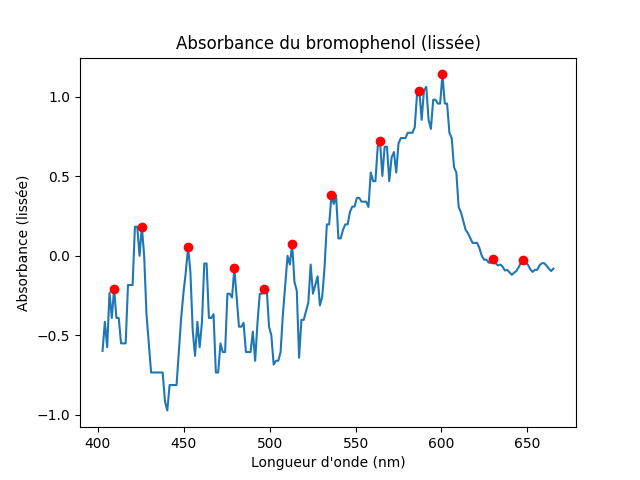 Absorbance du bromophenol (lissée)
Absorbance (lissée)
1.0
0.5
0.0
−0.5
−1.0
400 450 500 550 600 650
Longueur d'onde (nm)